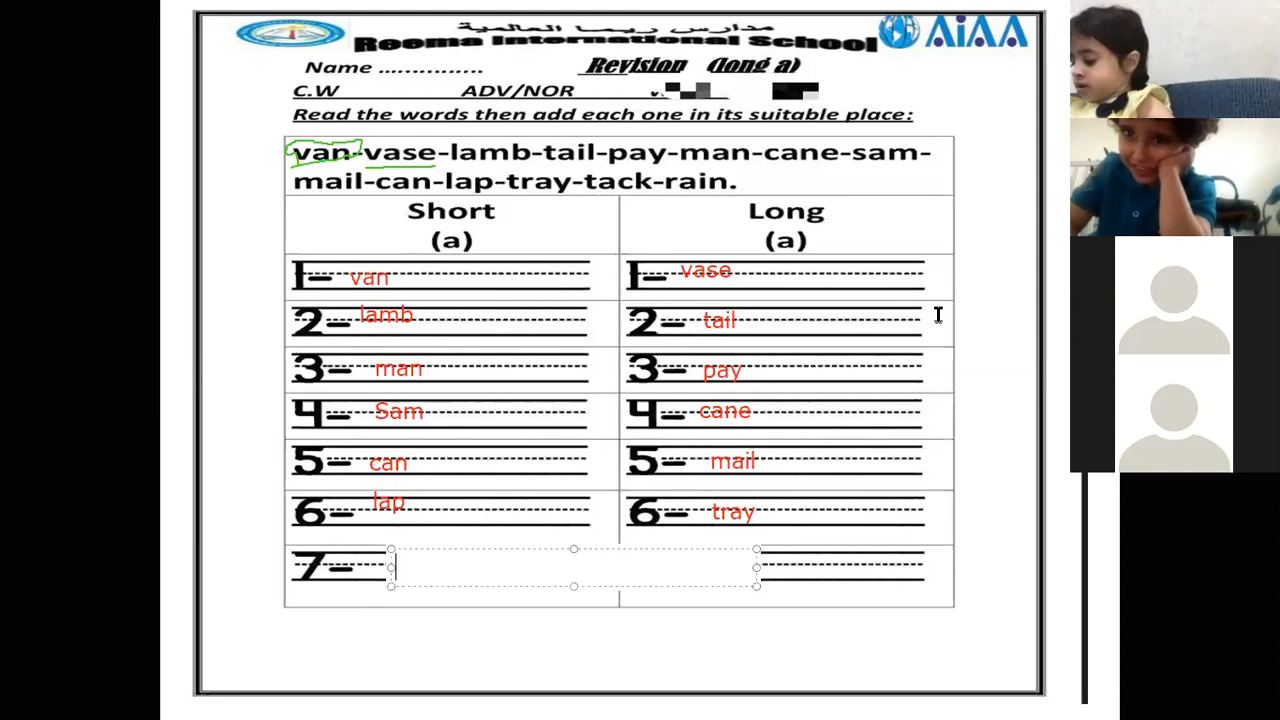 مدارس ريما العالمية
Reema International School
AiAA
Name ............... Revision (long a)
C.W ADV/NOR
Read the words then add each one in its suitable place:
van-vase-lamb-tail-pay-man-cane-sam-
mail-can-lap-tray-tack-rain.
Short Long
(a) (a)
1- van 1- vase
2- lamb 2- tail
3- man 3- pay
4- Sam 4- cane
5- can 5- mail
6- lap 6- tray
7-